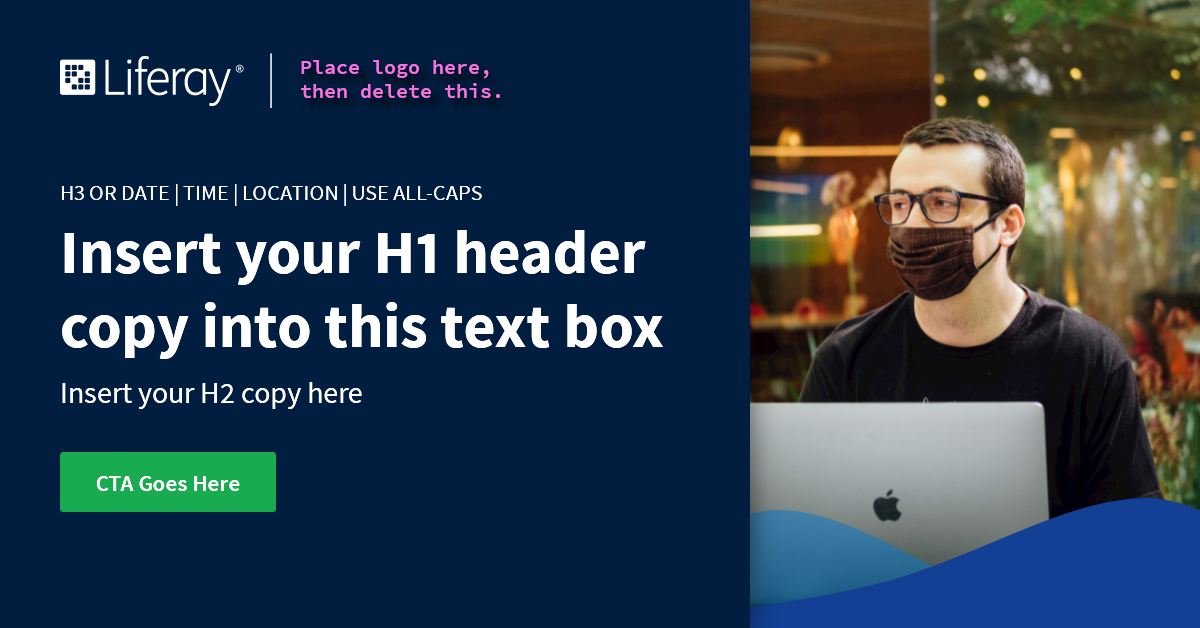 Liferay®
Place logo here,
then delete this.
H3 OR DATE | TIME | LOCATION | USE ALL-CAPS
Insert your H1 header
copy into this text box
Insert your H2 copy here
CTA Goes Here